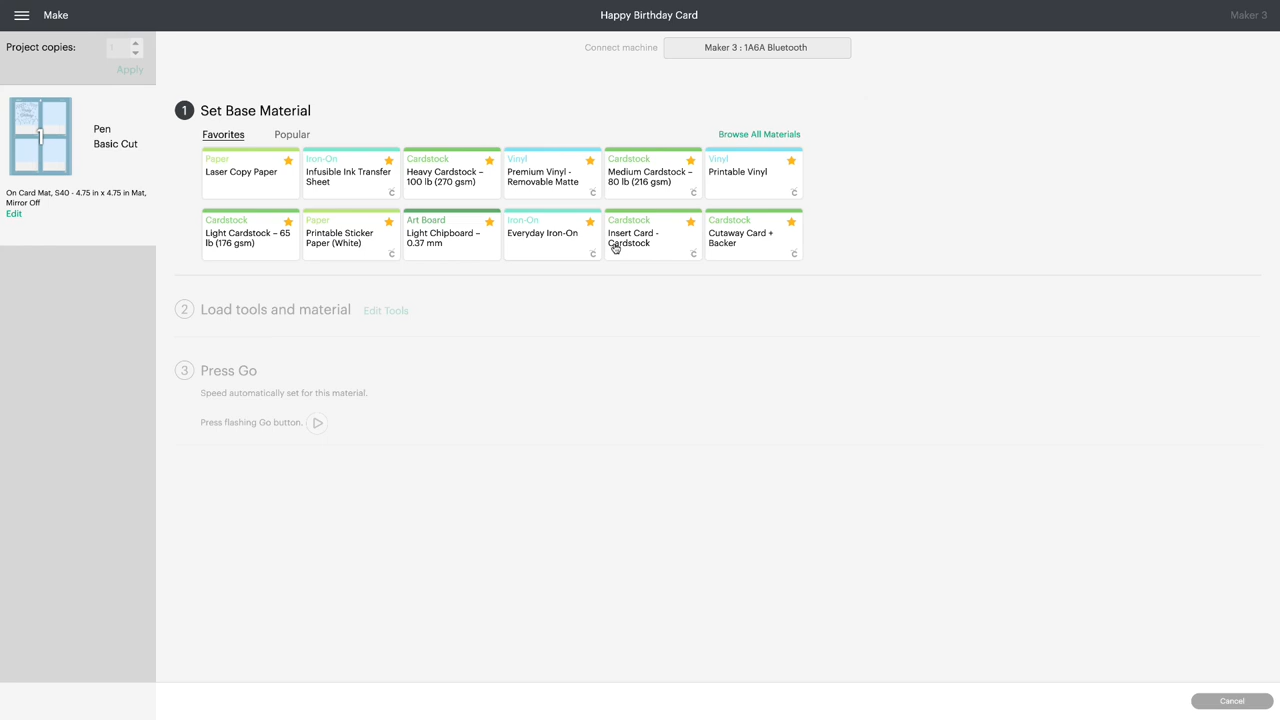 Make
Happy Birthday Card
Maker 3
Project copies:
1
Apply
Connect machine
Maker 3 : 1A6A Bluetooth
1
Pen
Basic Cut
On Card Mat, S40 - 4.75 in x 4.75 in Mat,
Mirror Off
Edit
1 Set Base Material
Favorites
Popular
Browse All Materials
Paper
Laser Copy Paper
Iron-On
Infusible Ink Transfer
Sheet
Cardstock
Heavy Cardstock –
100 lb (270 gsm)
Vinyl
Premium Vinyl -
Removable Matte
Cardstock
Medium Cardstock –
80 lb (216 gsm)
Vinyl
Printable Vinyl
Cardstock
Light Cardstock – 65
lb (176 gsm)
Paper
Printable Sticker
Paper (White)
Art Board
Light Chipboard –
0.37 mm
Iron-On
Everyday Iron-On
Cardstock
Insert Card -
Cardstock
Cardstock
Cutaway Card +
Backer
2 Load tools and material
Edit Tools
3 Press Go
Speed automatically set for this material.
Press flashing Go button.
Cancel